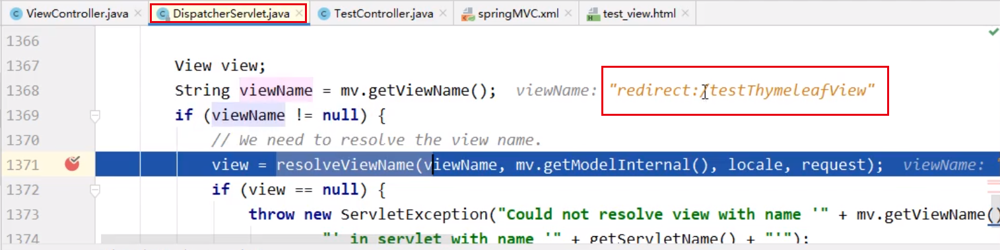 ViewController.java DispatcherServlet.java TestController.java springMVC.xml test_view.html
1366
1367 View view;
1368 String viewName = mv.getViewName(); viewName: "redirect:/testThymeleafView"
1369 if (viewName != null) {
1370 // We need to resolve the view name.
1371 view = resolveViewName(viewName, mv.getModelInternal(), locale, request); viewName: "
1372 if (view == null) {
1373 throw new ServletException("Could not resolve view with name '" + mv.getViewName()
1374 "' in servlet with name '" + getServletName() + "'");